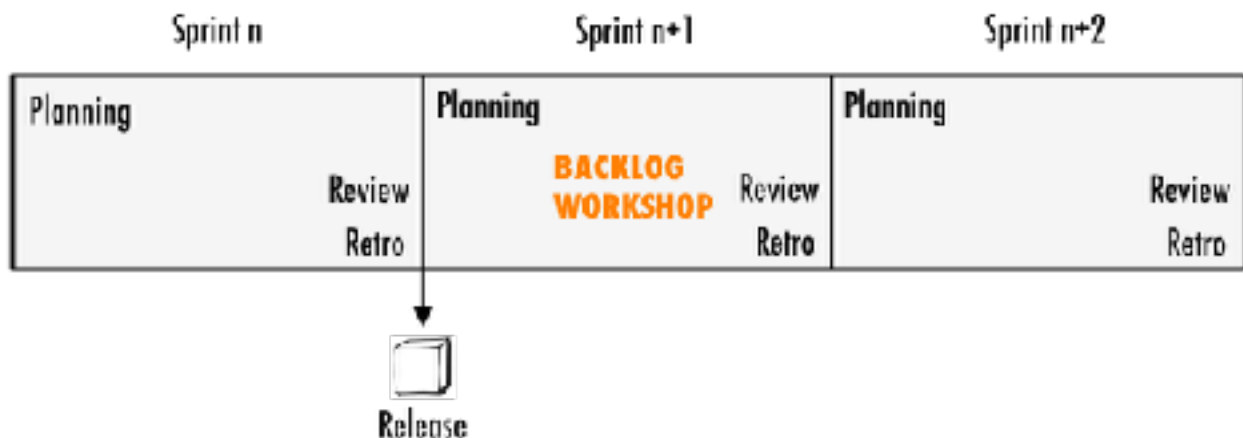 Sprint n
Sprint n+1
Sprint n+2
Planning
Review
Retro
Planning
BACKLOG
WORKSHOP
Review
Retro
Planning
Review
Retro
Release